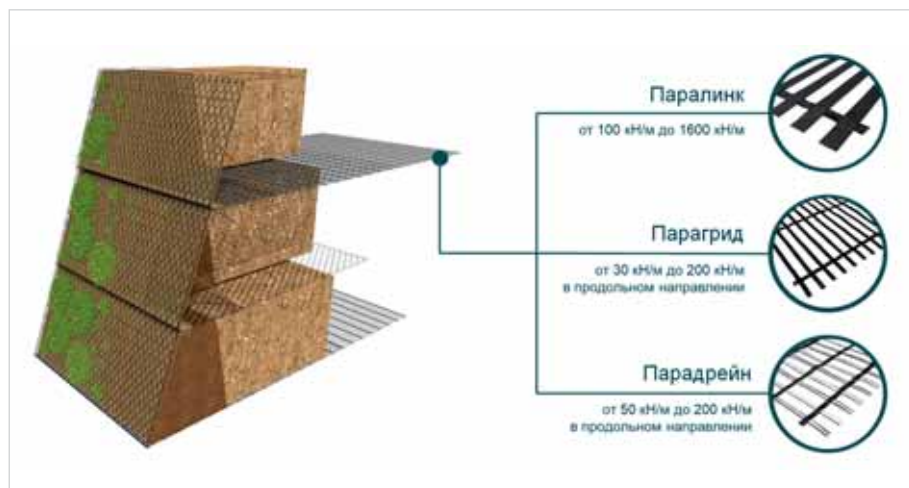 Паралинк
от 100 кН/м до 1600 кН/м
Парагрид
от 30 кН/м до 200 кН/м
в продольном направлении
Парадрейн
от 50 кН/м до 200 кН/м
в продольном направлении